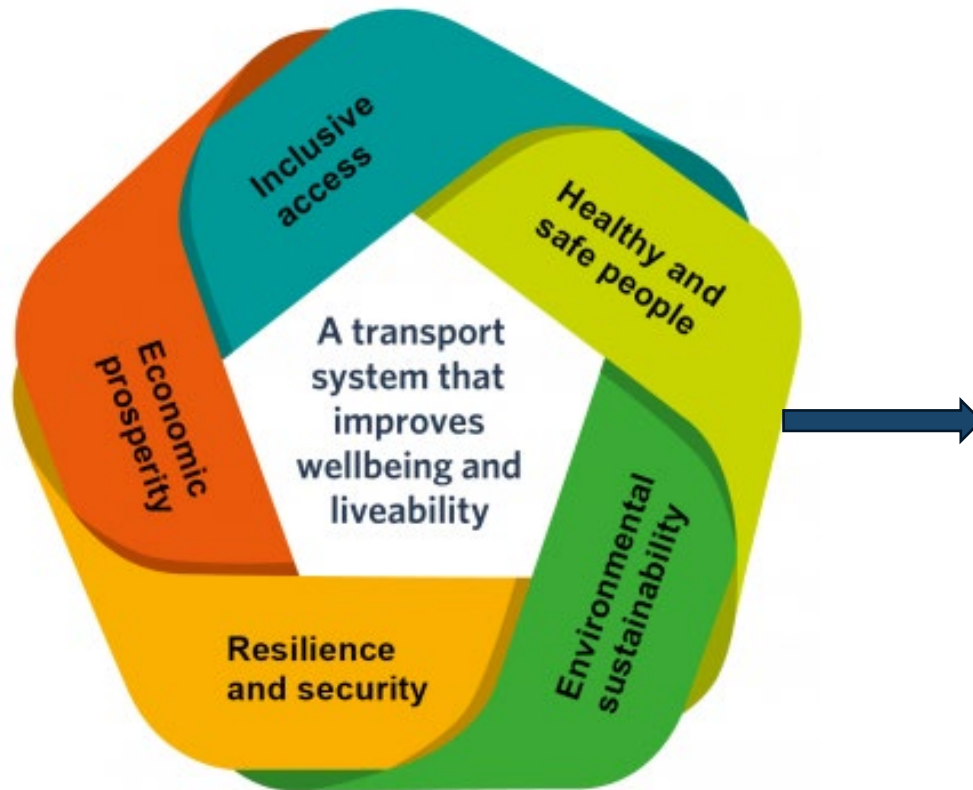 Inclusive
access
Healthy and
safe people
A transport
system that
improves
wellbeing and
liveability
Economic
prosperity
Environmental
sustainability
Resilience
and security